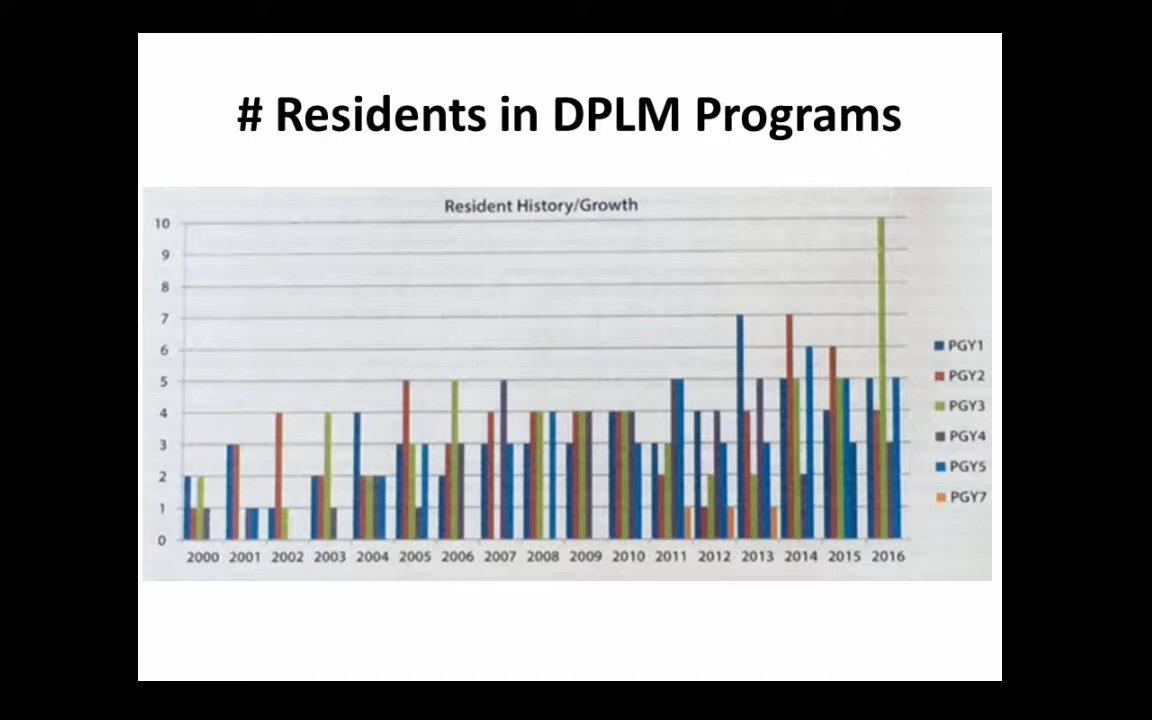 # Residents in DPLM Programs
Resident History/Growth
10
9
8
7
6
5
4
3
2
1
0
2000 2001 2002 2003 2004 2005 2006 2007 2008 2009 2010 2011 2012 2013 2014 2015 2016
PGY1
PGY2
PGY3
PGY4
PGY5
PGY7